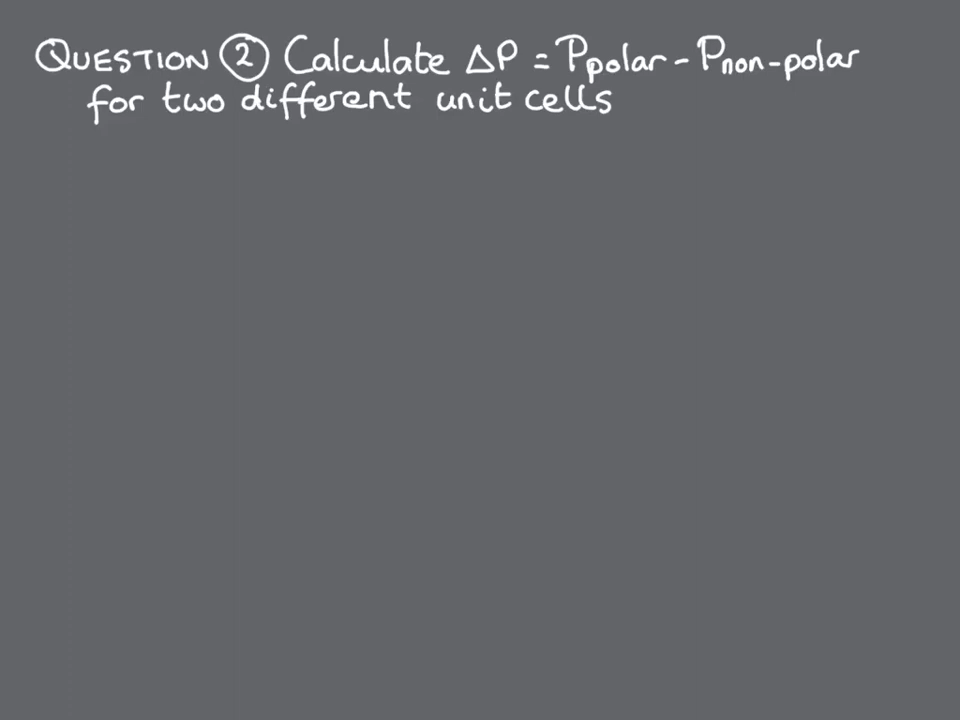 QUESTION ② Calculate ΔP = Ppolar - Pnon-polar
for two different unit cells